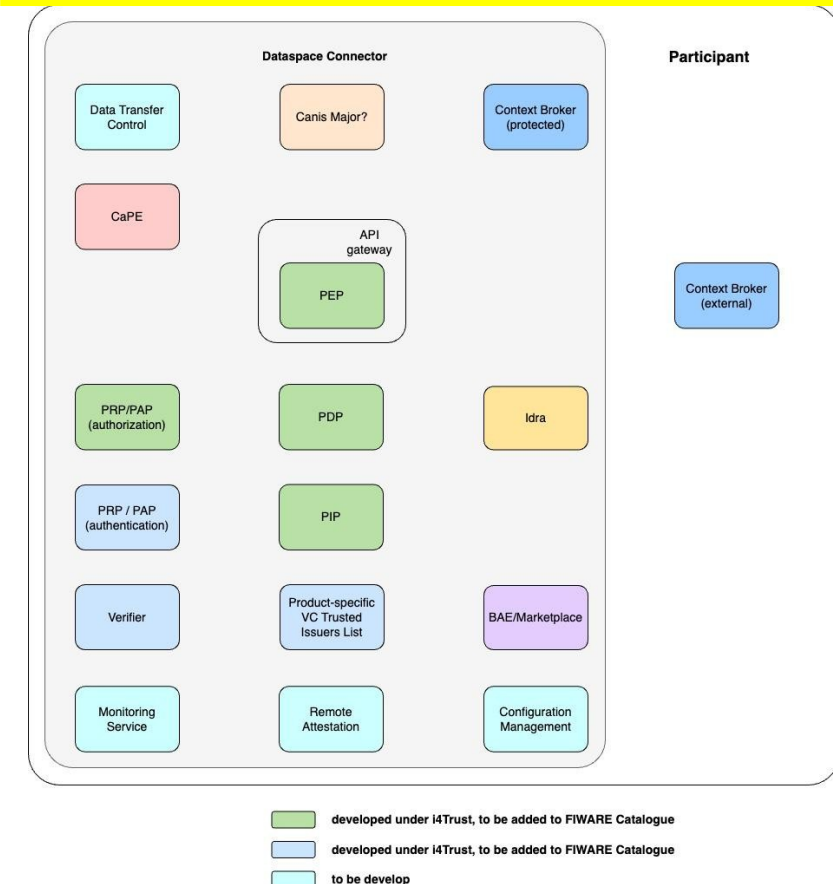 Dataspace Connector
Participant
Data Transfer
Control
Canis Major?
Context Broker
(protected)
CaPE
API
gateway
PEP
Context Broker
(external)
PRP/PAP
(authorization)
PDP
Idra
PRP / PAP
(authentication)
PIP
Verifier
Product-specific
VC Trusted
Issuers List
BAE/Marketplace
Monitoring
Service
Remote
Attestation
Configuration
Management
developed under i4Trust, to be added to FIWARE Catalogue
developed under i4Trust, to be added to FIWARE Catalogue
to be develop